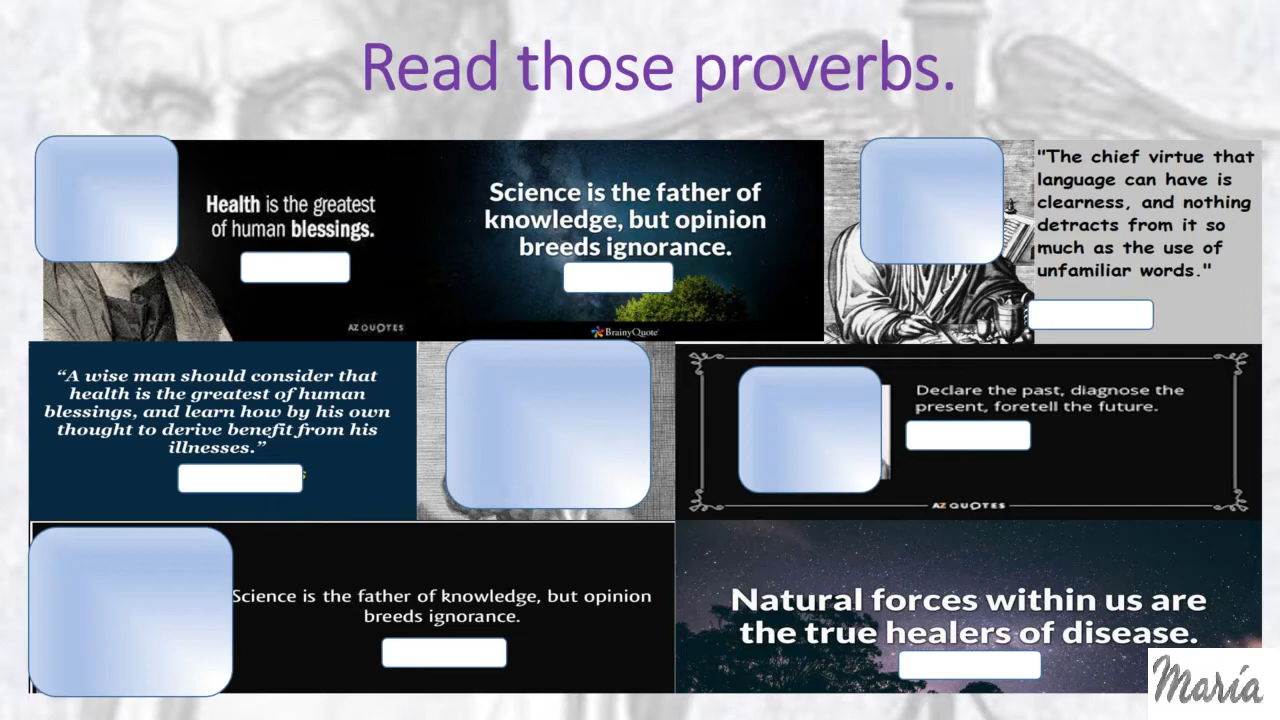 Read those proverbs.
Health is the greatest
of human blessings.
AZ QUOTES
Science is the father of
knowledge, but opinion
breeds ignorance.
BrainyQuote
"The chief virtue that
language can have is
clearness, and nothing
detracts from it so
much as the use of
unfamiliar words."
“A wise man should consider that
health is the greatest of human
blessings, and learn how by his own
thought to derive benefit from his
illnesses.”
Declare the past, diagnose the
present, foretell the future.
AZ QUOTES
Science is the father of knowledge, but opinion
breeds ignorance.
Natural forces within us are
the true healers of disease.
María